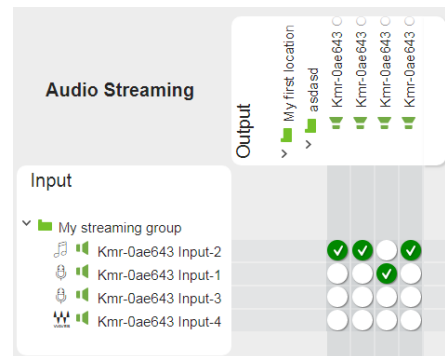 Audio Streaming
Output
My first location
asdasd
Kmr-0ae643
Kmr-0ae643
Kmr-0ae643
Kmr-0ae643
Input
My streaming group
Kmr-0ae643 Input-2
Kmr-0ae643 Input-1
Kmr-0ae643 Input-3
Kmr-0ae643 Input-4